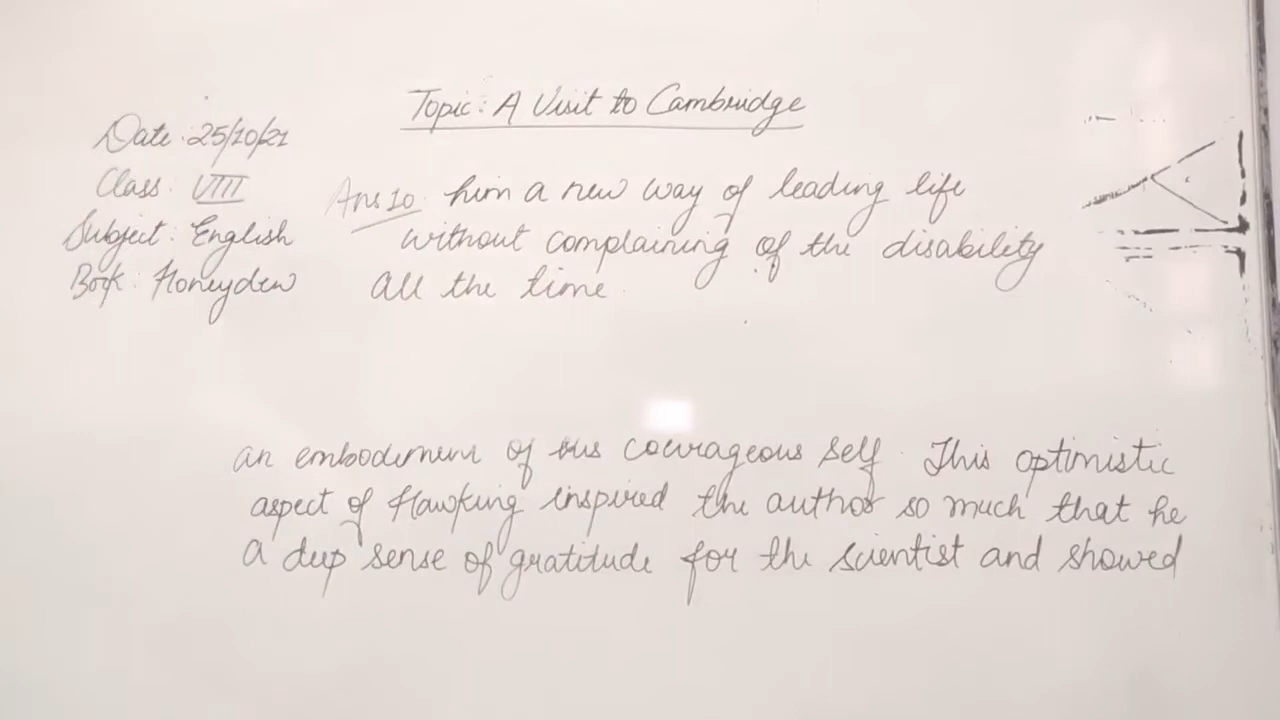 Topic: A Visit to Cambridge
Date: 25/10/21
Class: VIII
Subject: English
Book: Honeydew
Ans 10. him a new way of leading life
without complaining of the disability
all the time.
an embodiment of his courageous self. This optimistic
aspect of Hawking inspired the author so much that he
a deep sense of gratitude for the scientist and showed